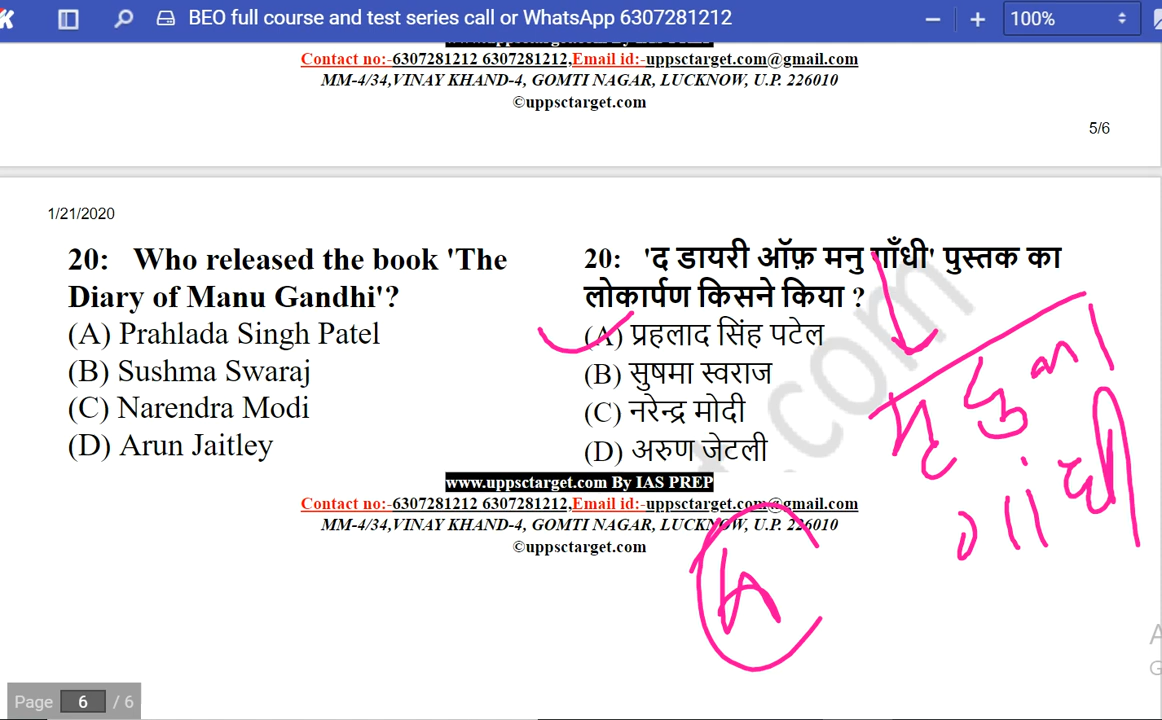 BEO full course and test series call or WhatsApp 6307281212
100%
Contact no:-6307281212 6307281212,Email id:-uppsctarget.com@gmail.com
MM-4/34,VINAY KHAND-4, GOMTI NAGAR, LUCKNOW, U.P. 226010
©uppsctarget.com
5/6
1/21/2020
20: Who released the book 'The
Diary of Manu Gandhi'?
(A) Prahlada Singh Patel
(B) Sushma Swaraj
(C) Narendra Modi
(D) Arun Jaitley
20: 'द डायरी ऑफ़ मनु गाँधी' पुस्तक का
लोकार्पण किसने किया ?
(A) प्रहलाद सिंह पटेल
(B) सुषमा स्वराज
(C) नरेन्द्र मोदी
(D) अरुण जेटली
गांधी
www.uppsctarget.com By IAS PREP
Contact no:-6307281212 6307281212,Email id:-uppsctarget.com@gmail.com
MM-4/34,VINAY KHAND-4, GOMTI NAGAR, LUCKNOW, U.P. 226010
©uppsctarget.com
Page 6 / 6